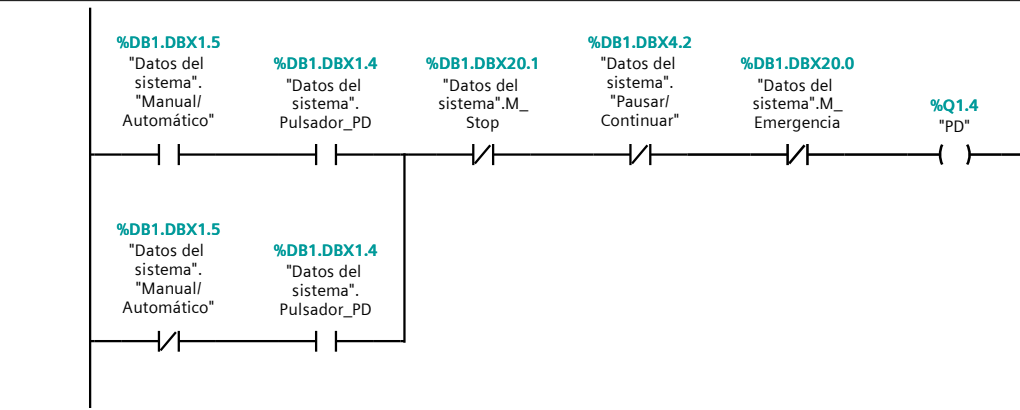 %DB1.DBX1.5
"Datos del
sistema".
"Manual/
Automático"
%DB1.DBX1.4
"Datos del
sistema".
Pulsador_PD
%DB1.DBX20.1
"Datos del
sistema".M_
Stop
%DB1.DBX4.2
"Datos del
sistema".
"Pausar/
Continuar"
%DB1.DBX20.0
"Datos del
sistema".M_
Emergencia
%Q1.4
"PD"
%DB1.DBX1.5
"Datos del
sistema".
"Manual/
Automático"
%DB1.DBX1.4
"Datos del
sistema".
Pulsador_PD